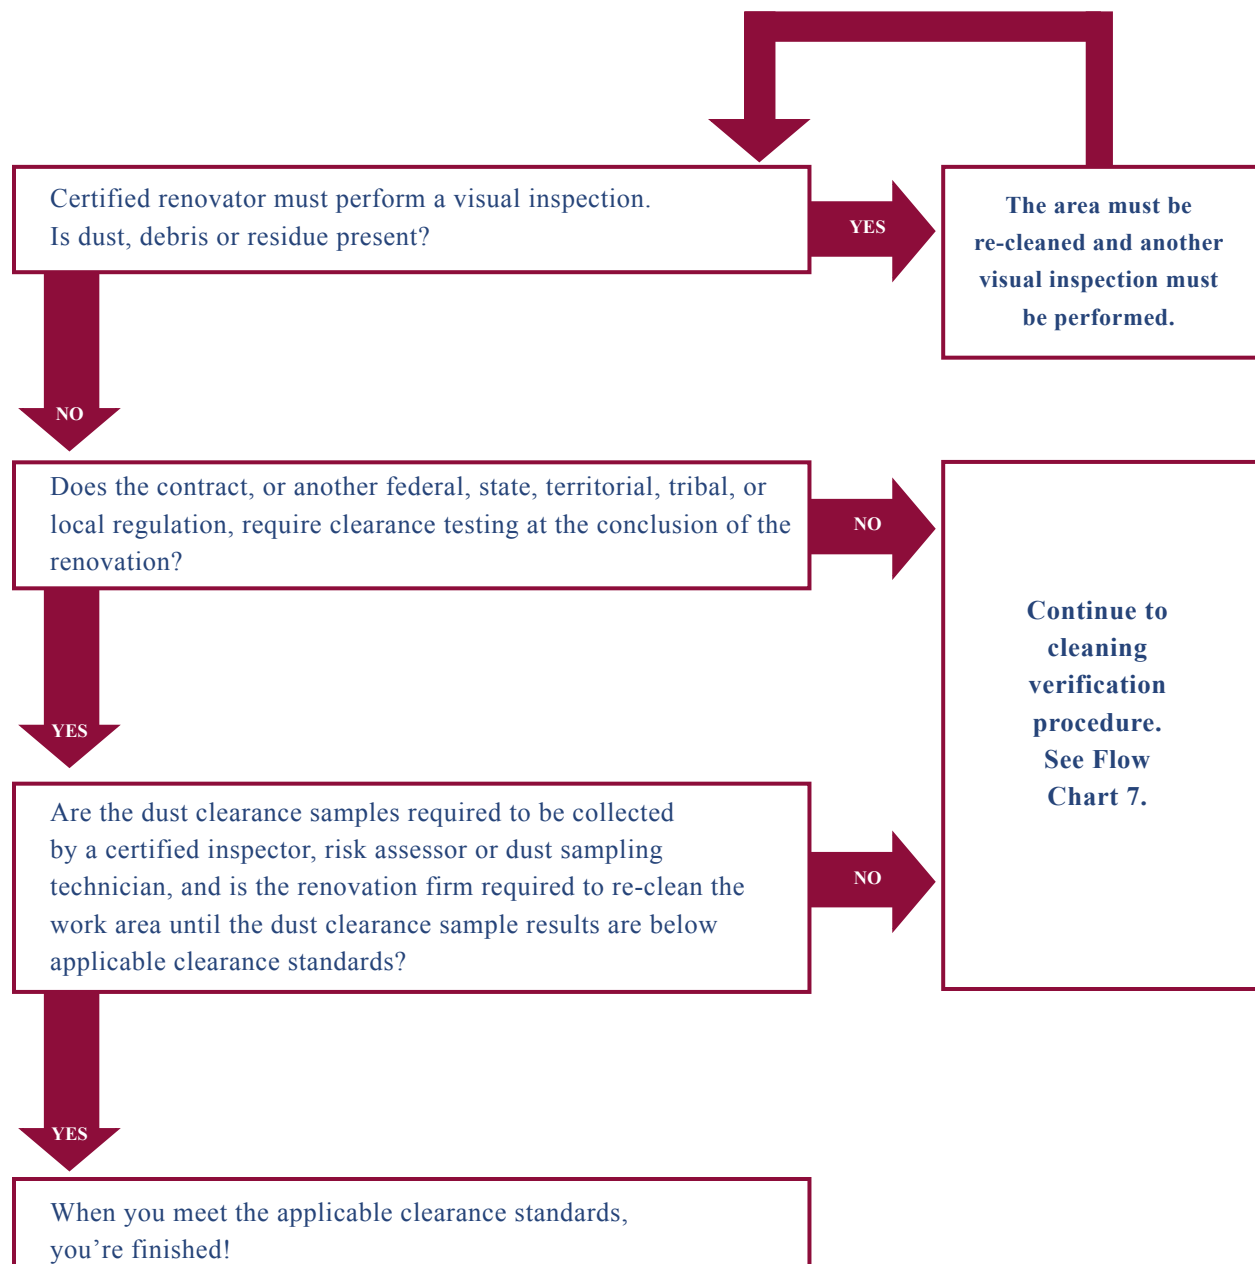 Certified renovator must perform a visual inspection.
Is dust, debris or residue present?
YES
The area must be
re-cleaned and another
visual inspection must
be performed.
NO
Does the contract, or another federal, state, territorial, tribal, or
local regulation, require clearance testing at the conclusion of the
renovation?
NO
Continue to
cleaning
verification
procedure.
See Flow
Chart 7.
YES
Are the dust clearance samples required to be collected
by a certified inspector, risk assessor or dust sampling
technician, and is the renovation firm required to re-clean the
work area until the dust clearance sample results are below
applicable clearance standards?
NO
YES
When you meet the applicable clearance standards,
you’re finished!